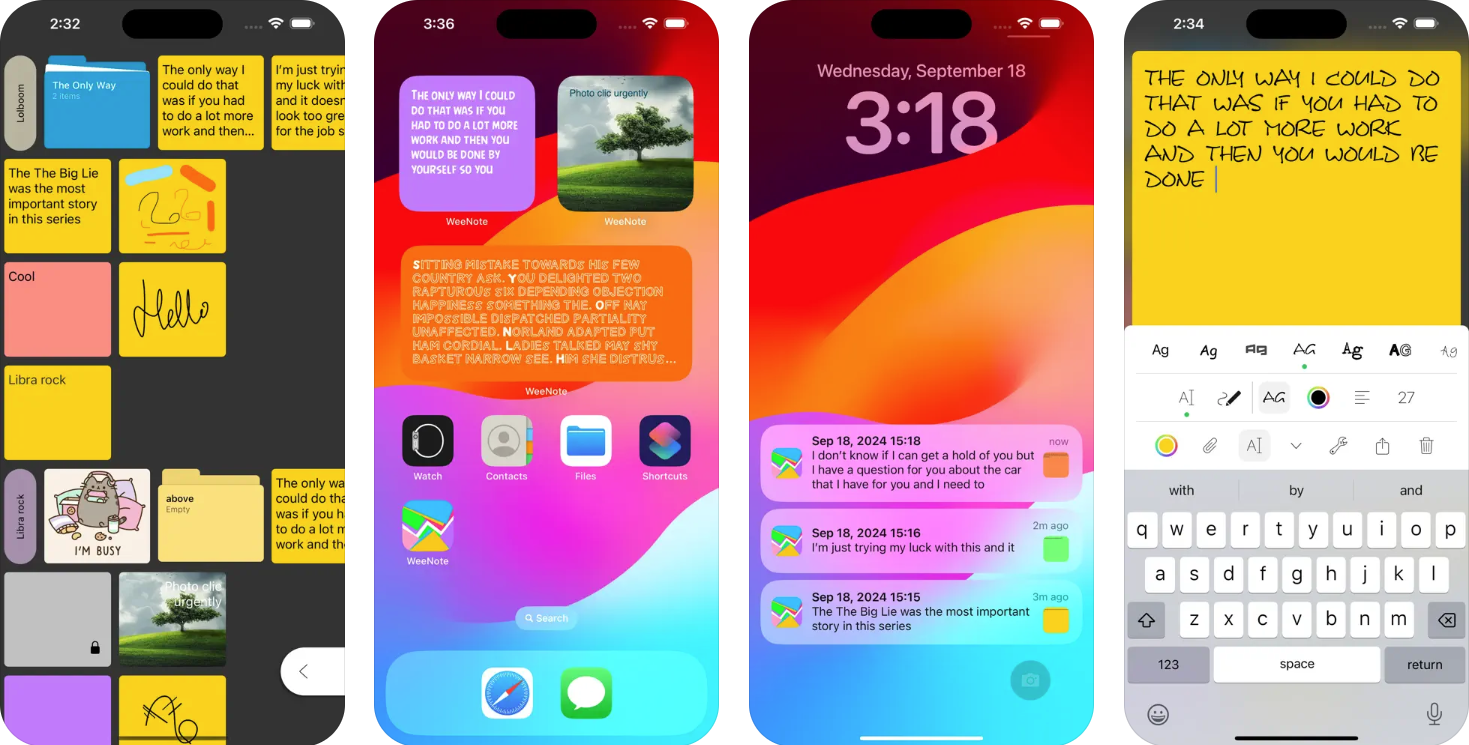 2:32
Lolboom
The Only Way
2 items
The only way I
could do that
was if you had
to do a lot more
work and then...
I'm just tryin
my luck with
and it doesn
look too gre
for the job s
The The Big Lie
was the most
important story
in this series
Cool
Hello
Libra rock
Libra rock
I'M BUSY
above
Empty
The only wa
could do tha
was if you h
to do a lot m
work and th
Photo clic
urgently
3:36
The only way I could
do that was if you
had to do a lot more
work and then you
would be done by
yourself so you
WeeNote
Photo clic urgently
WeeNote
Sitting mistake towards his few
country ask. You delighted two
rapturous six depending objection
happiness something the. Off nay
impossible dispatched partiality
unaffected. Norland adapted put
ham cordial. Ladies talked may shy
basket narrow see. Him she distrus...
WeeNote
Watch
Contacts
Files
Shortcuts
WeeNote
Search
Wednesday, September 18
3:18
Sep 18, 2024 15:18
now
I don't know if I can get a hold of you but
I have a question for you about the car
that I have for you and I need to
Sep 18, 2024 15:16
2m ago
I'm just trying my luck with this and it
Sep 18, 2024 15:15
3m ago
The The Big Lie was the most important
story in this series
2:34
THE ONLY WAY I COULD DO
THAT WAS IF YOU HAD TO
DO A LOT MORE WORK
AND THEN YOU WOULD BE
DONE
Ag Ag Ag AG Ag AG Ag
AI AG 27
AI
with by and
q w e r t y u i o p
a s d f g h j k l
z x c v b n m
123 space return